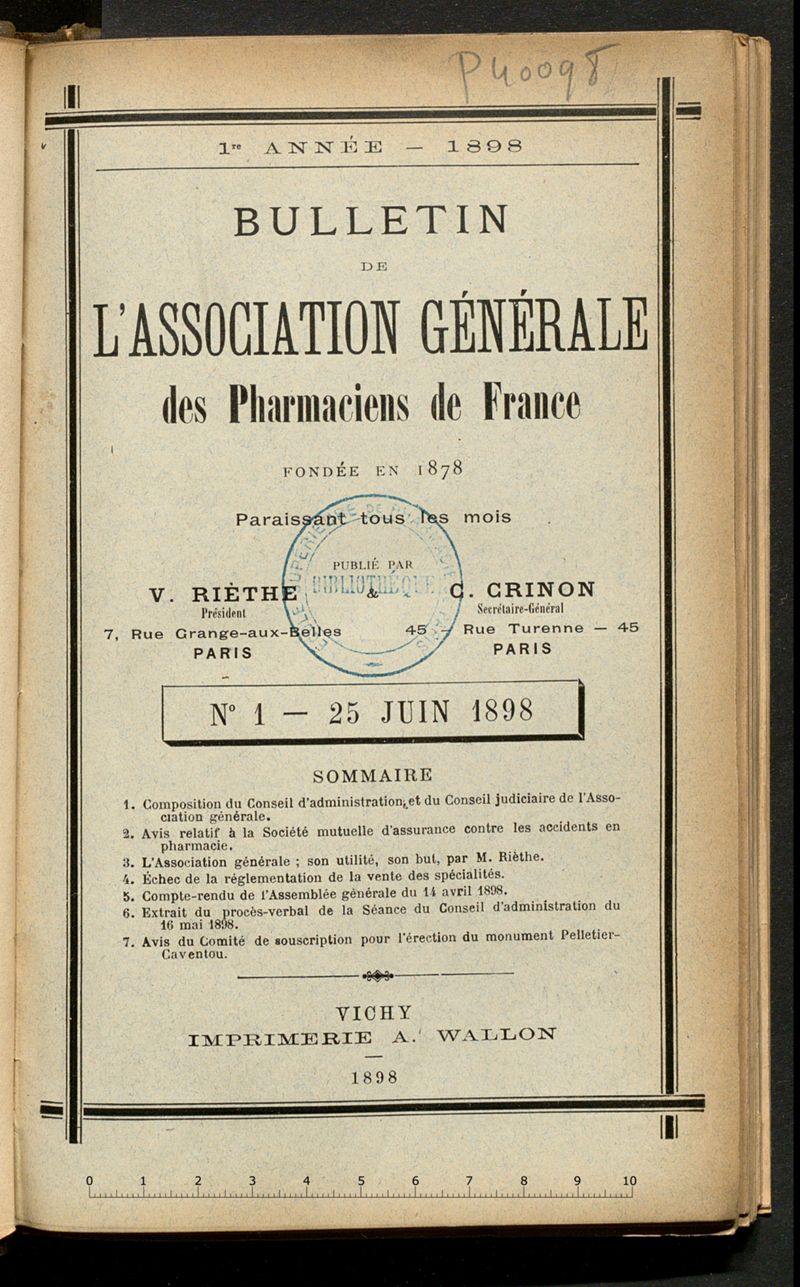 P40098
1re ANNÉE — 1898
BULLETIN
DE
L'ASSOCIATION GÉNÉRALE
des Pharmaciens de France
FONDÉE EN 1878
Paraissant tous les mois
PUBLIÉ PAR
BIBLIOTHÈQUE
V. RIÈTHE & C. CRINON
Président Secrétaire-Général
7, Rue Grange-aux-Belles 45 — Rue Turenne — 45
PARIS PARIS
N° 1 — 25 JUIN 1898
SOMMAIRE
1. Composition du Conseil d'administration et du Conseil judiciaire de l'Asso-
ciation générale.
2. Avis relatif à la Société mutuelle d'assurance contre les accidents en
pharmacie.
3. L'Association générale ; son utilité, son but, par M. Rièthe.
4. Échec de la réglementation de la vente des spécialités.
5. Compte-rendu de l'Assemblée générale du 14 avril 1898.
6. Extrait du procès-verbal de la Séance du Conseil d'administration du
16 mai 1898.
7. Avis du Comité de souscription pour l'érection du monument Pelletier-
Caventou.
VICHY
IMPRIMERIE A. WALLON
1898
0 1 2 3 4 5 6 7 8 9 10